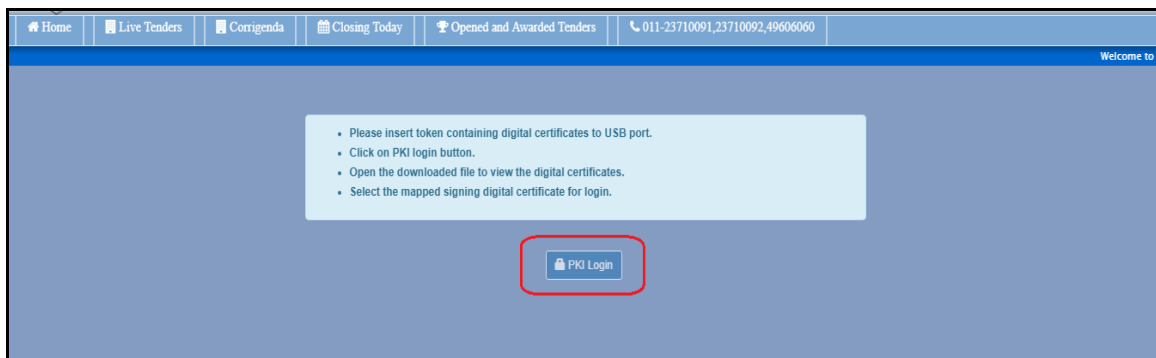 Home Live Tenders Corrigenda Closing Today Opened and Awarded Tenders 011-23710091,23710092,49606060
Welcome to
• Please insert token containing digital certificates to USB port.
• Click on PKI login button.
• Open the downloaded file to view the digital certificates.
• Select the mapped signing digital certificate for login.
PKI Login